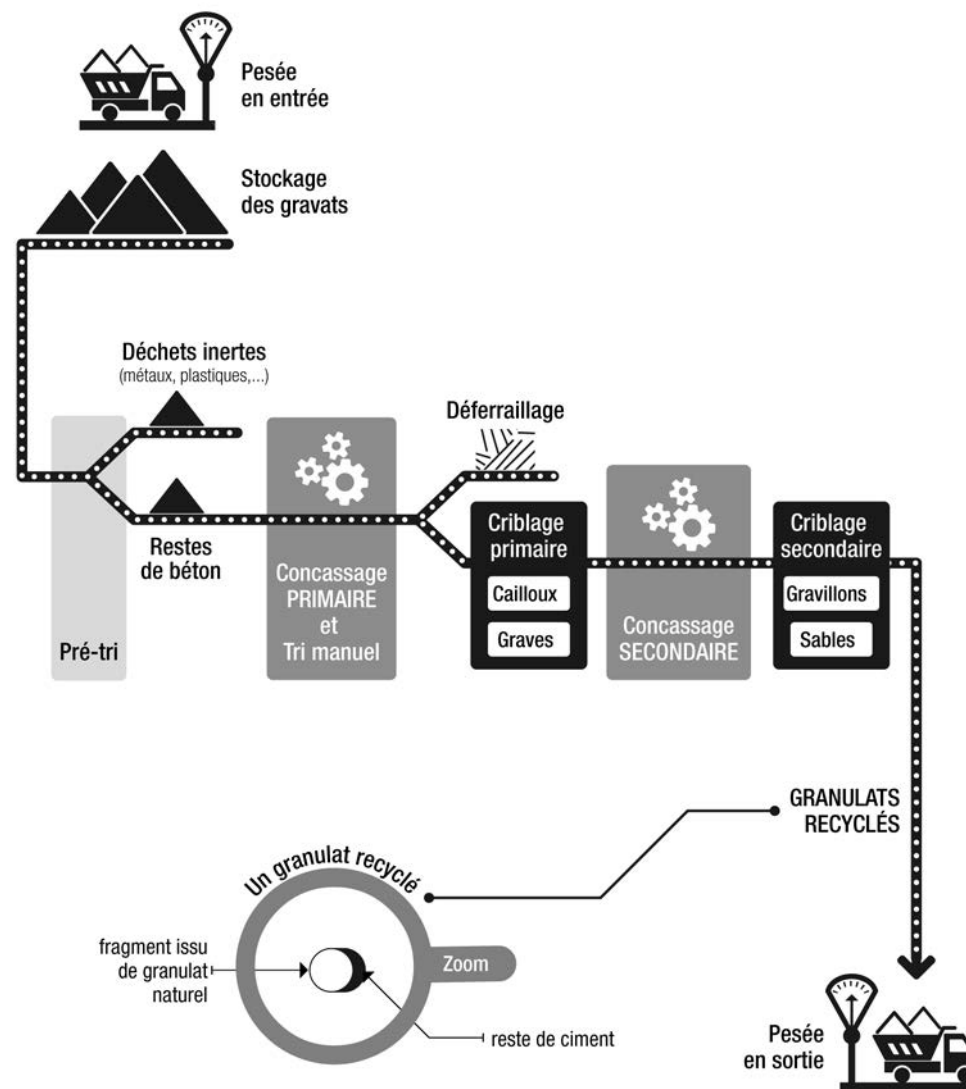 Pesée
en entrée
Stockage
des gravats
Déchets inertes
(métaux, plastiques,...)
Restes
de béton
Pré-tri
Concassage
PRIMAIRE
et
Tri manuel
Déferraillage
Criblage
primaire
Cailloux
Graves
Concassage
SECONDAIRE
Criblage
secondaire
Gravillons
Sables
GRANULATS
RECYCLÉS
Un granulat recyclé
fragment issu
de granulat
naturel
Zoom
reste de ciment
Pesée
en sortie